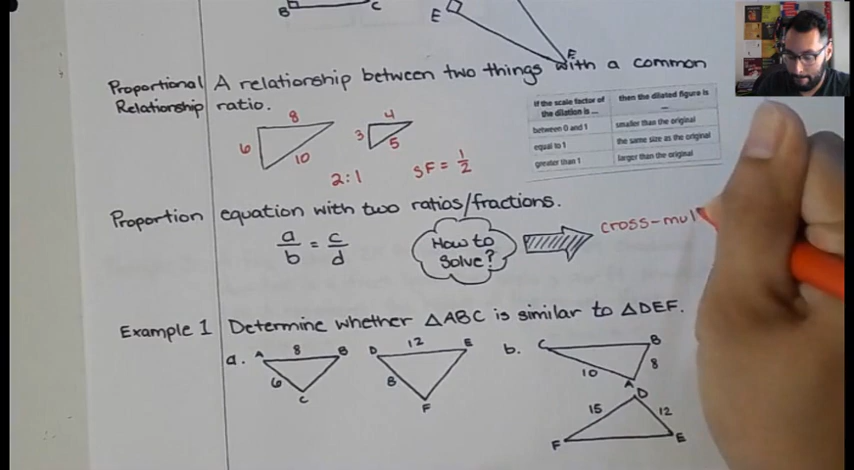 B C
E F
Proportional Relationship
A relationship between two things with a common ratio.
8
6
10
4
3
5
2:1
SF = 1/2
If the scale factor of the dilation is ...
then the dilated figure is ...
between 0 and 1
smaller than the original
equal to 1
the same size as the original
greater than 1
larger than the original
Proportion
equation with two ratios/fractions.
a/b = c/d
How to
Solve?
cross-mul
Example 1
Determine whether △ABC is similar to △DEF.
a.
A 8 B
6
C
D 12 E
8
F
b.
C B
10 8
A
D
15 12
F E